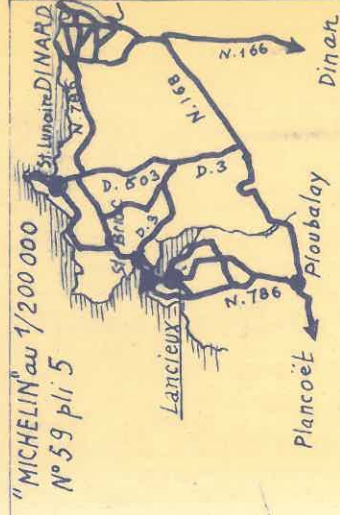 "MICHELIN" au 1/200 000
N° 59 pli 5
St. Lunaire
DINARD
N. 786
N. 168
N. 166
Dinan
D. 603
D. 3
D. 3
St Briac
Lancieux
N. 786
Ploubalay
Plancoët